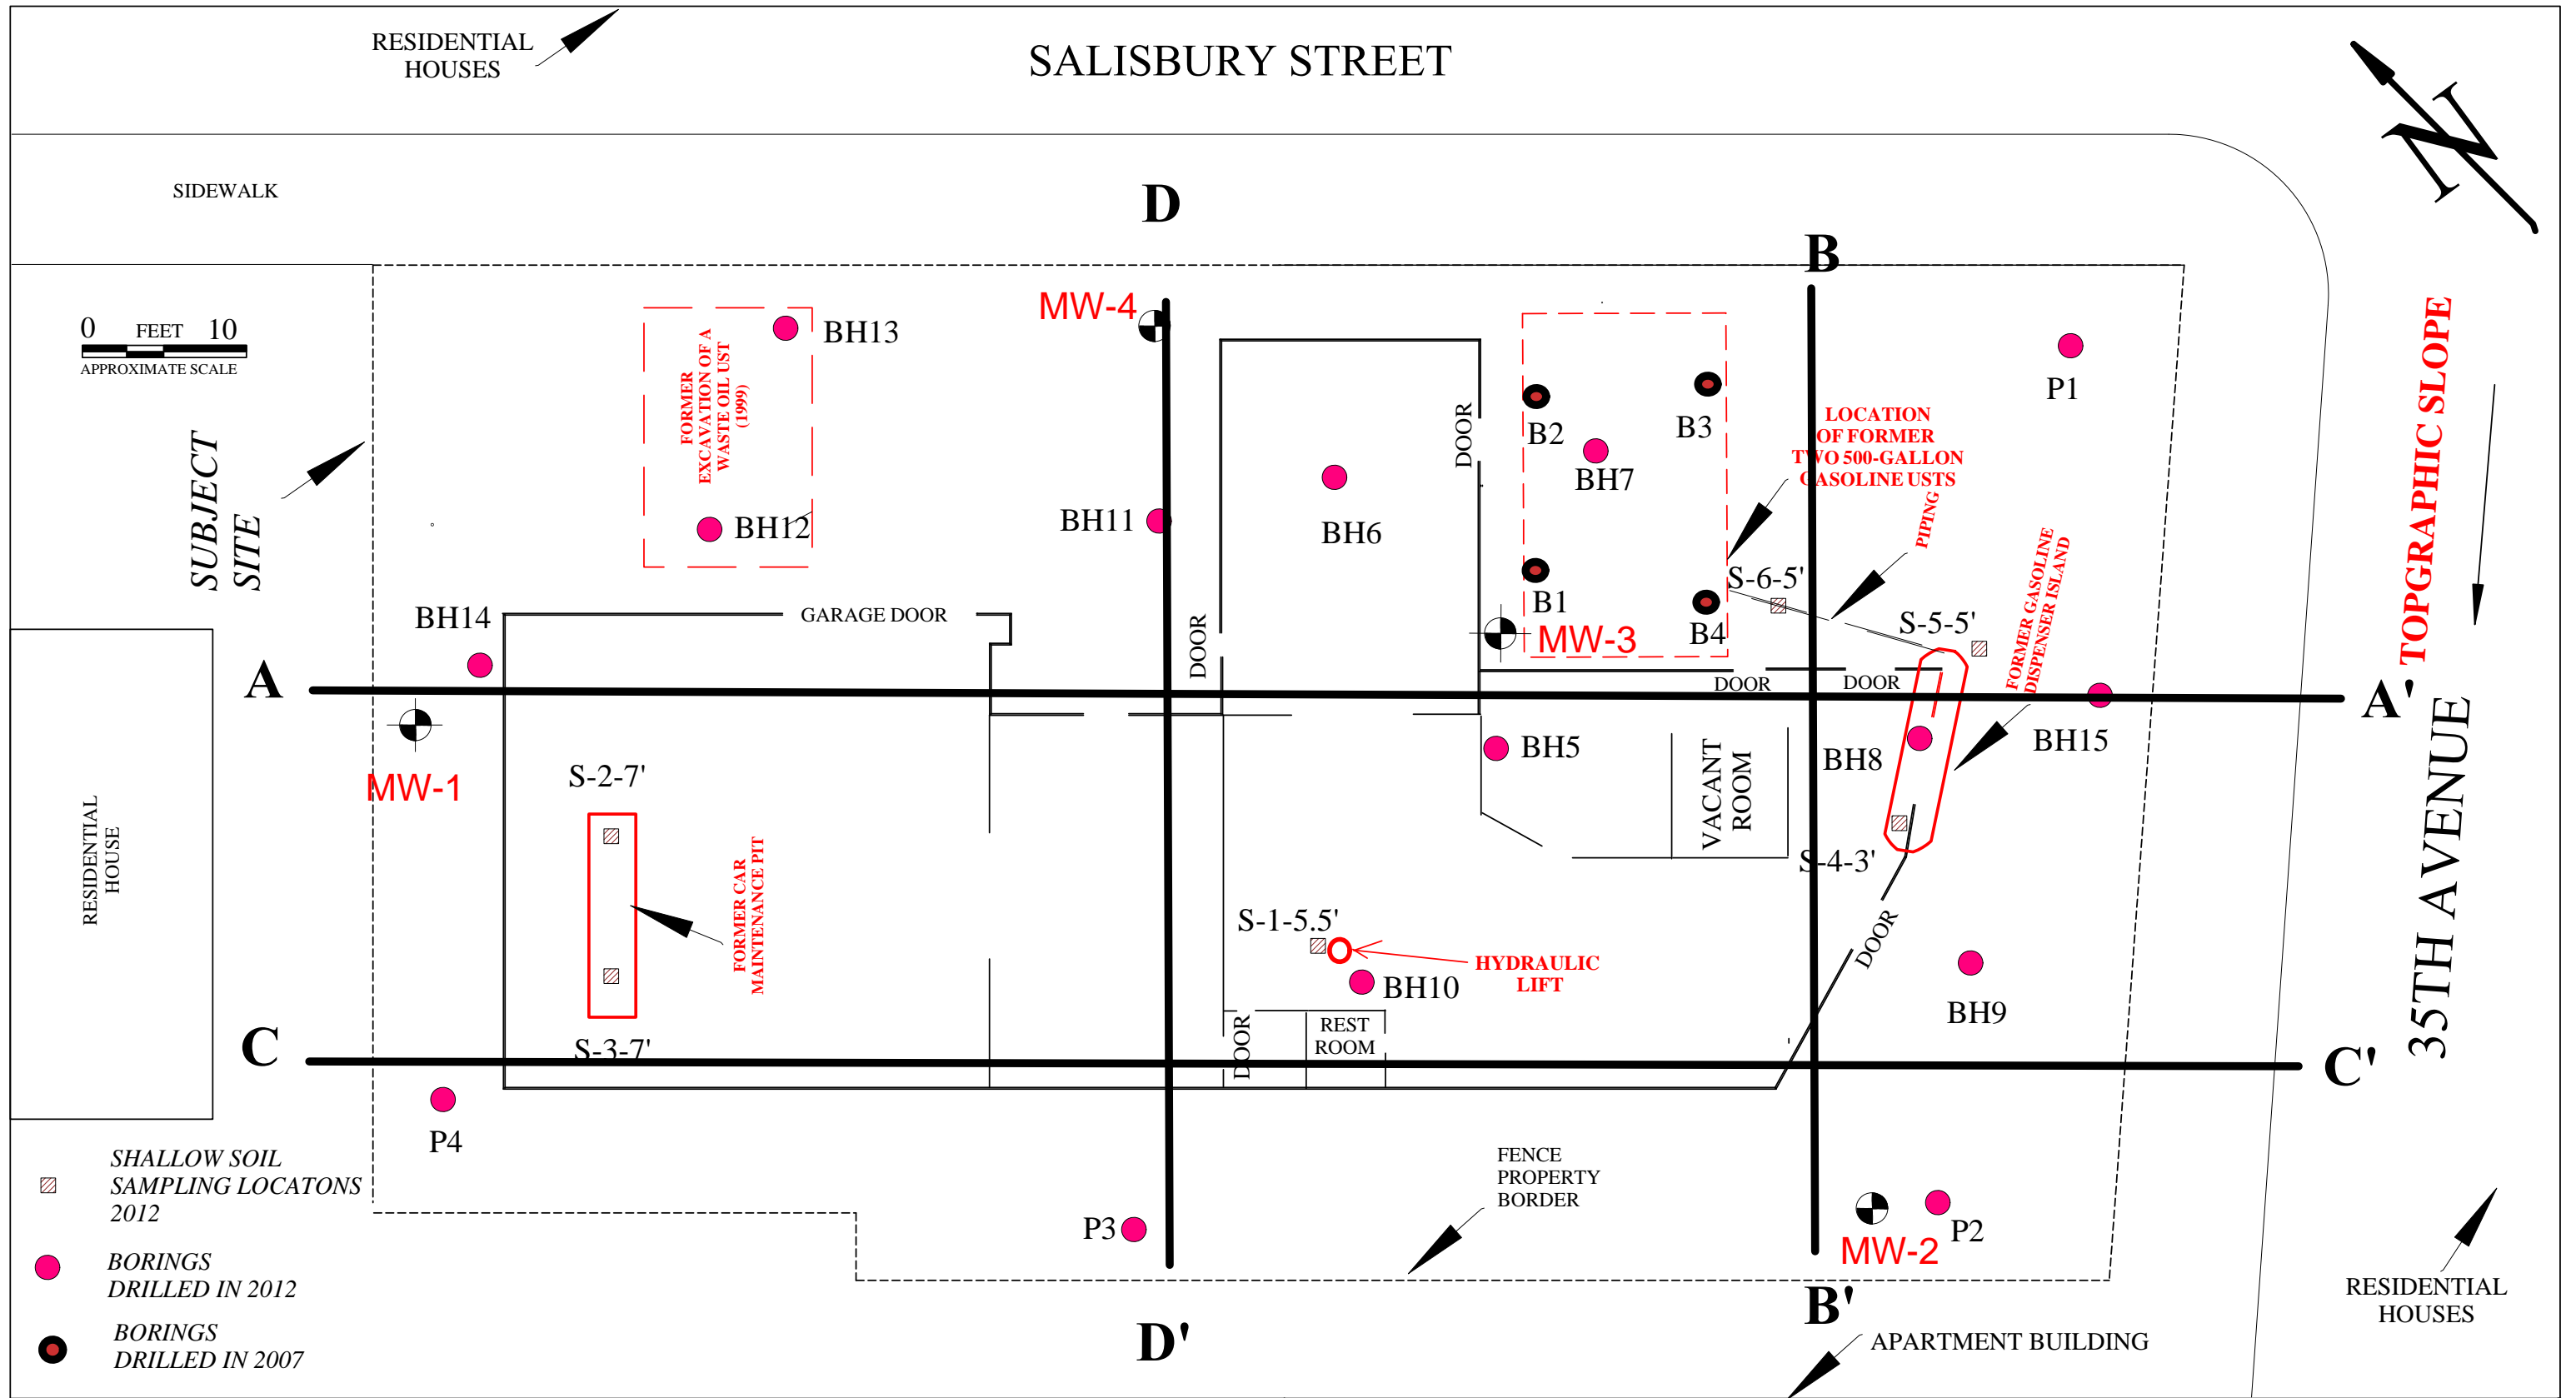 RESIDENTIAL
HOUSES
SALISBURY STREET
N
SIDEWALK
D
B
0 FEET 10
APPROXIMATE SCALE
SUBJECT
SITE
FORMER
EXCAVATION OF A
WASTE OIL UST
(1999)
BH13
BH12
MW-4
BH11
BH6
DOOR
DOOR
B2
B3
BH7
B1
B4
MW-3
LOCATION
OF FORMER
TWO 500-GALLON
GASOLINE USTS
PIPING
S-6-5'
S-5-5'
FORMER GASOLINE
DISPENSER ISLAND
P1
TOPGRAPHIC SLOPE
35TH AVENUE
BH14
GARAGE DOOR
A
A'
DOOR
DOOR
MW-1
S-2-7'
S-3-7'
FORMER CAR
MAINTENANCE PIT
BH5
VACANT
ROOM
BH8
BH15
S-4-3'
DOOR
BH9
S-1-5.5'
HYDRAULIC
LIFT
BH10
DOOR
REST
ROOM
C
C'
RESIDENTIAL
HOUSE
P4
P3
FENCE
PROPERTY
BORDER
MW-2
P2
D'
B'
APARTMENT BUILDING
RESIDENTIAL
HOUSES
SHALLOW SOIL
SAMPLING LOCATONS
2012
BORINGS
DRILLED IN 2012
BORINGS
DRILLED IN 2007